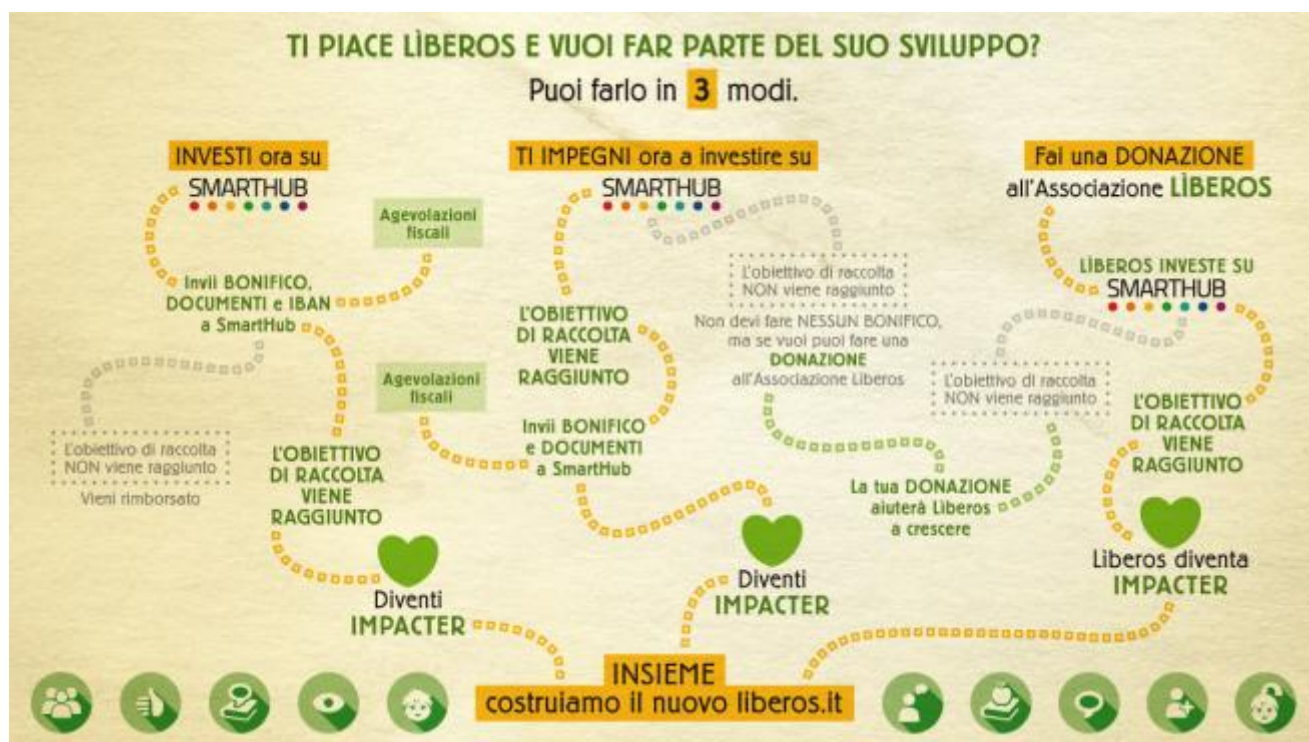 TI PIACE LÌBEROS E VUOI FAR PARTE DEL SUO SVILUPPO?
Puoi farlo in 3 modi.
INVESTI ora su
SMARTHUB
Agevolazioni
fiscali
Invii BONIFICO,
DOCUMENTI e IBAN
a SmartHub
L'obiettivo di raccolta
NON viene raggiunto
Vieni rimborsato
L'OBIETTIVO
DI RACCOLTA
VIENE
RAGGIUNTO
Diventi
IMPACTER
TI IMPEGNI ora a investire su
SMARTHUB
L'OBIETTIVO
DI RACCOLTA
VIENE
RAGGIUNTO
Agevolazioni
fiscali
Invii BONIFICO
e DOCUMENTI
a SmartHub
Diventi
IMPACTER
L'obiettivo di raccolta
NON viene raggiunto
Non devi fare NESSUN BONIFICO,
ma se vuoi puoi fare una
DONAZIONE
all'Associazione Liberos
La tua DONAZIONE
aiuterà Lìberos
a crescere
Fai una DONAZIONE
all'Associazione LÌBEROS
LÌBEROS INVESTE SU
SMARTHUB
L'obiettivo di raccolta
NON viene raggiunto
L'OBIETTIVO
DI RACCOLTA
VIENE
RAGGIUNTO
Lìberos diventa
IMPACTER
INSIEME
costruiamo il nuovo liberos.it